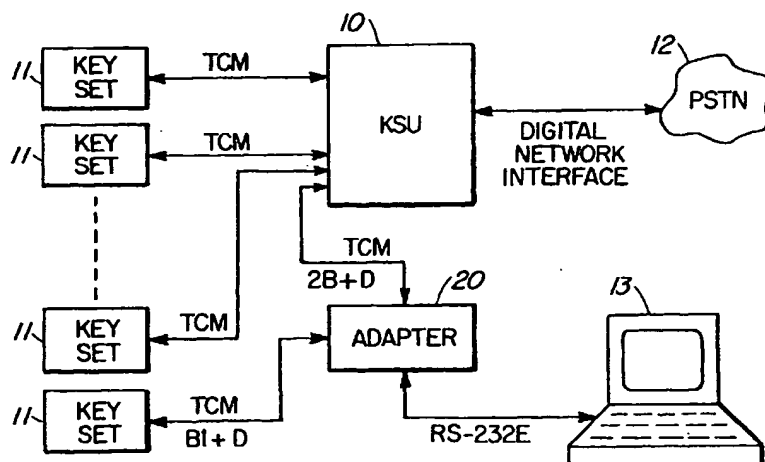 10
12
11
KEY
SET
TCM
KSU
PSTN
DIGITAL
NETWORK
INTERFACE
11
KEY
SET
TCM
TCM
2B+D
20
13
11
KEY
SET
TCM
ADAPTER
11
KEY
SET
TCM
B1+D
RS-232E